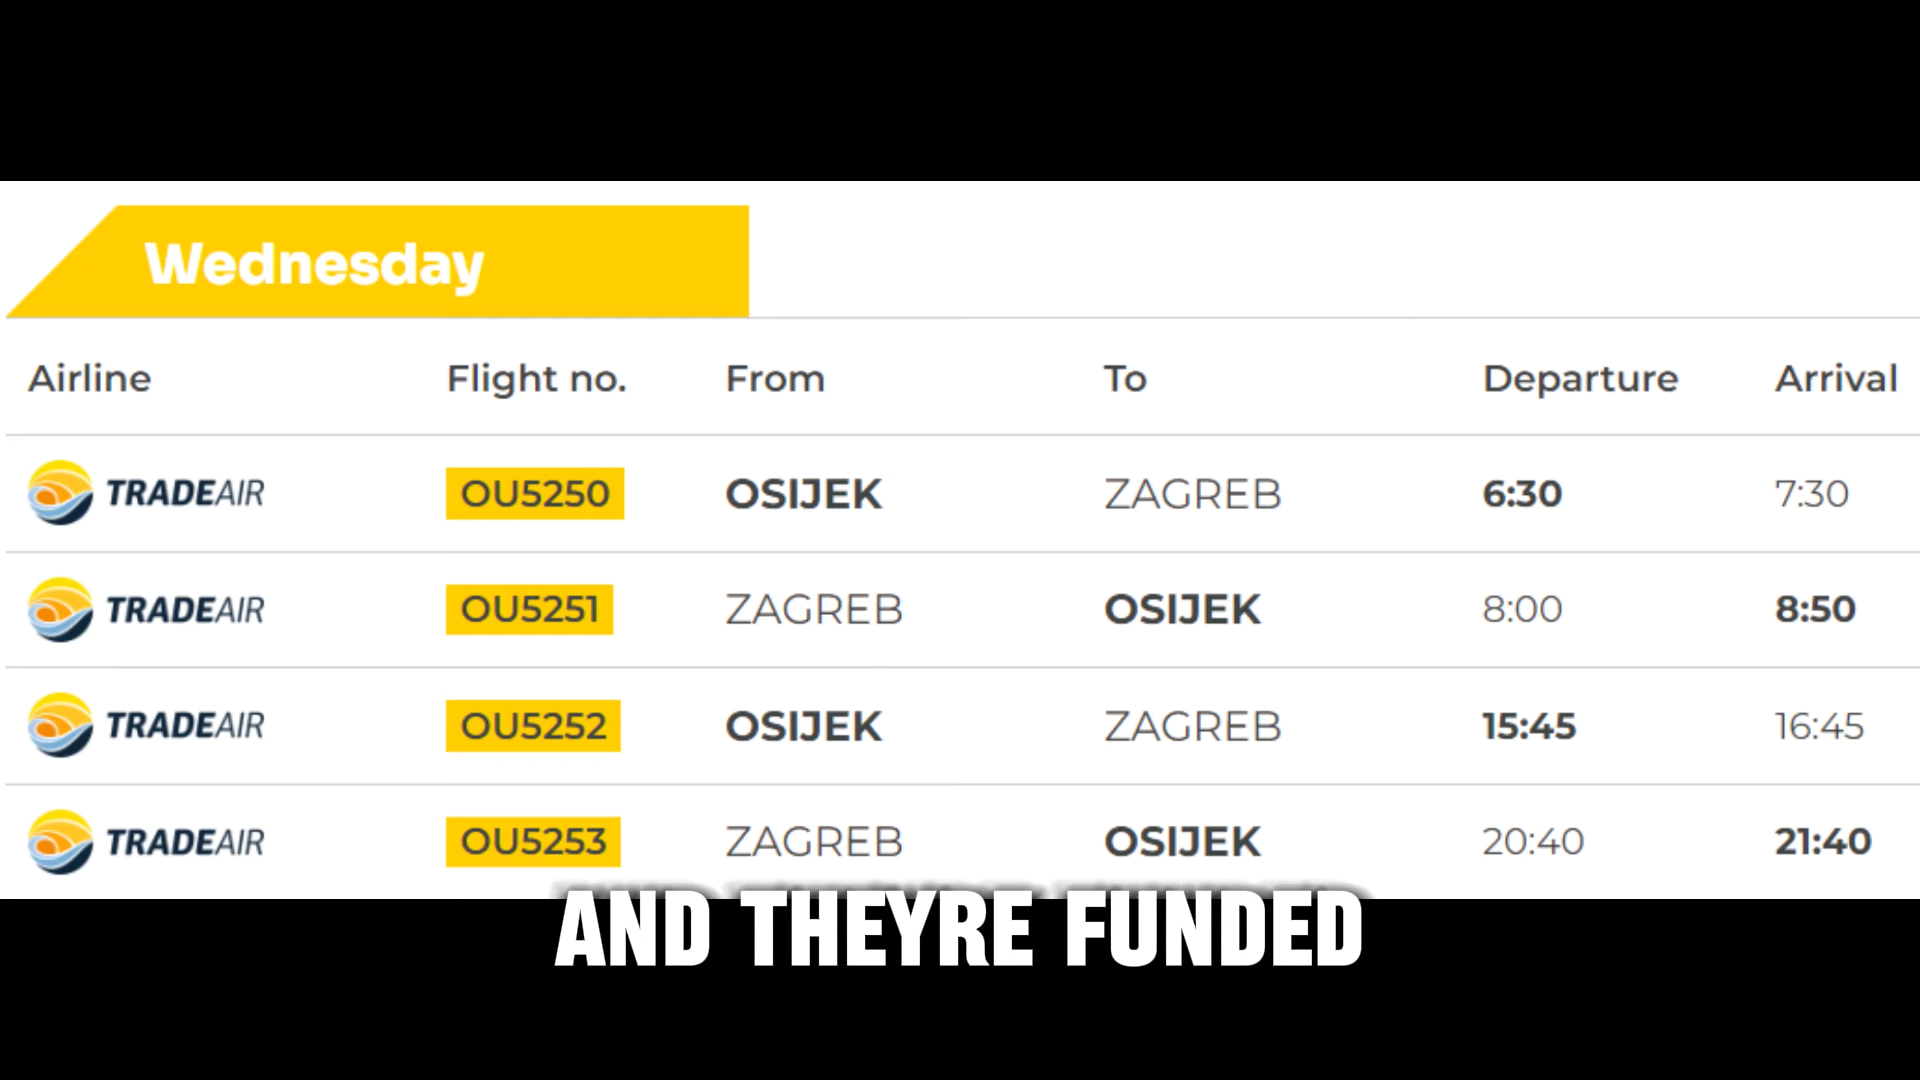 Wednesday
Airline Flight no. From To Departure Arrival
TRADEAIR OU5250 OSIJEK ZAGREB 6:30 7:30
TRADEAIR OU5251 ZAGREB OSIJEK 8:00 8:50
TRADEAIR OU5252 OSIJEK ZAGREB 15:45 16:45
TRADEAIR OU5253 ZAGREB OSIJEK 20:40 21:40
AND THEYRE FUNDED